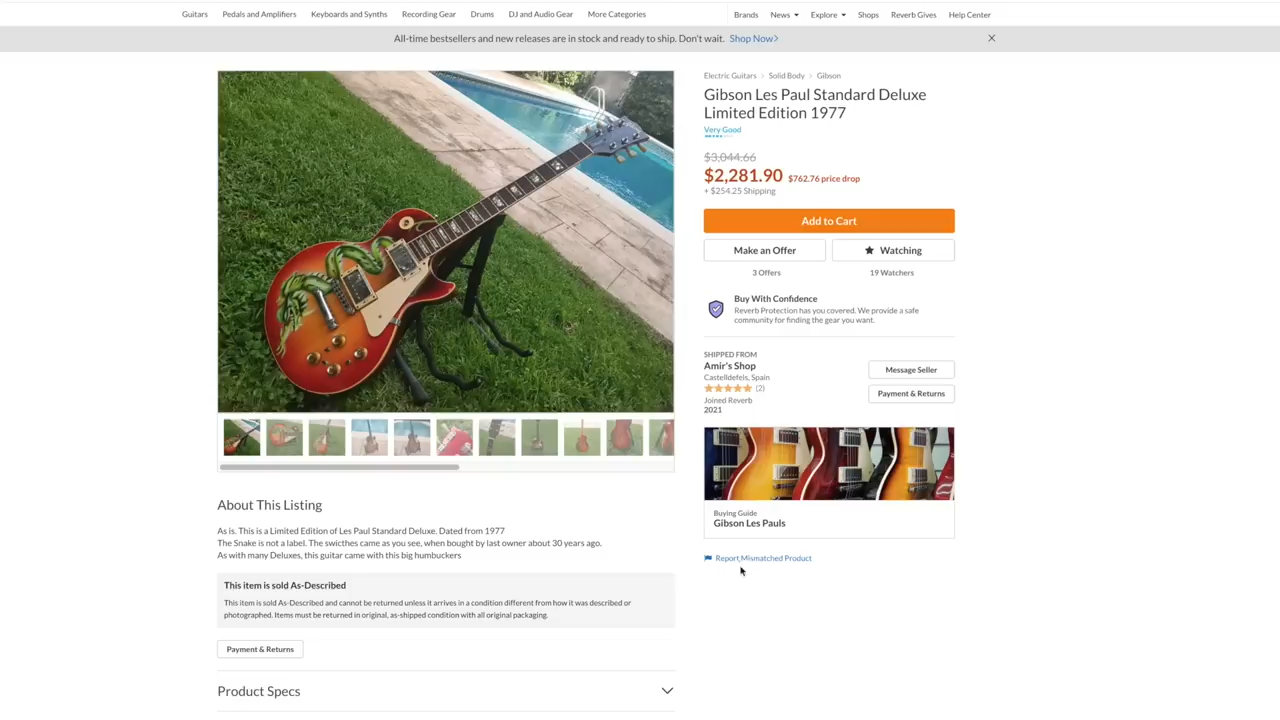 Guitars Pedals and Amplifiers Keyboards and Synths Recording Gear Drums DJ and Audio Gear More Categories Brands News Explore Shops Reverb Gives Help Center
All-time bestsellers and new releases are in stock and ready to ship. Don't wait. Shop Now
Electric Guitars > Solid Body > Gibson
Gibson Les Paul Standard Deluxe
Limited Edition 1977
Very Good
$3,044.66
$2,281.90 $762.76 price drop
+ $254.25 Shipping
Add to Cart
Make an Offer Watching
3 Offers 19 Watchers
Buy With Confidence
Reverb Protection has you covered. We provide a safe
community for finding the gear you want.
SHIPPED FROM
Amir's Shop
Castelldefels, Spain
(2)
Joined Reverb
2021
Message Seller
Payment & Returns
Buying Guide
Gibson Les Pauls
Report Mismatched Product
About This Listing
As is. This is a Limited Edition of Les Paul Standard Deluxe. Dated from 1977
The Snake is not a label. The swicthes came as you see, when bought by last owner about 30 years ago.
As with many Deluxes, this guitar came with this big humbuckers
This item is sold As-Described
This item is sold As-Described and cannot be returned unless it arrives in a condition different from how it was described or
photographed. Items must be returned in original, as-shipped condition with all original packaging.
Payment & Returns
Product Specs